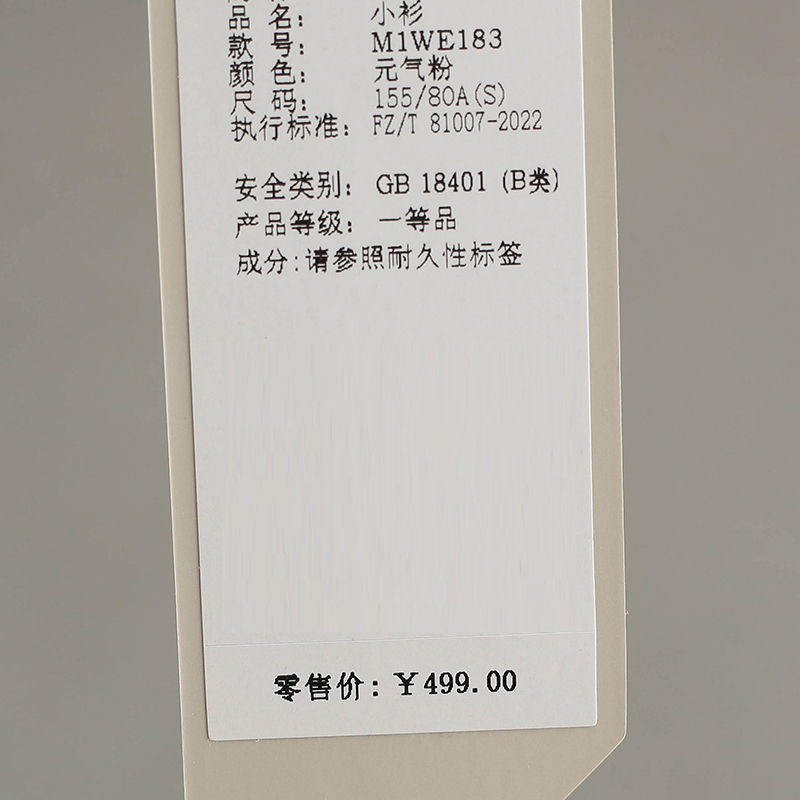 品 名： 小衫
款 号： M1WE183
颜 色： 元气粉
尺 码： 155/80A(S)
执行标准： FZ/T 81007-2022
安全类别： GB 18401 (B类)
产品等级： 一等品
成分:请参照耐久性标签
零售价：￥499.00